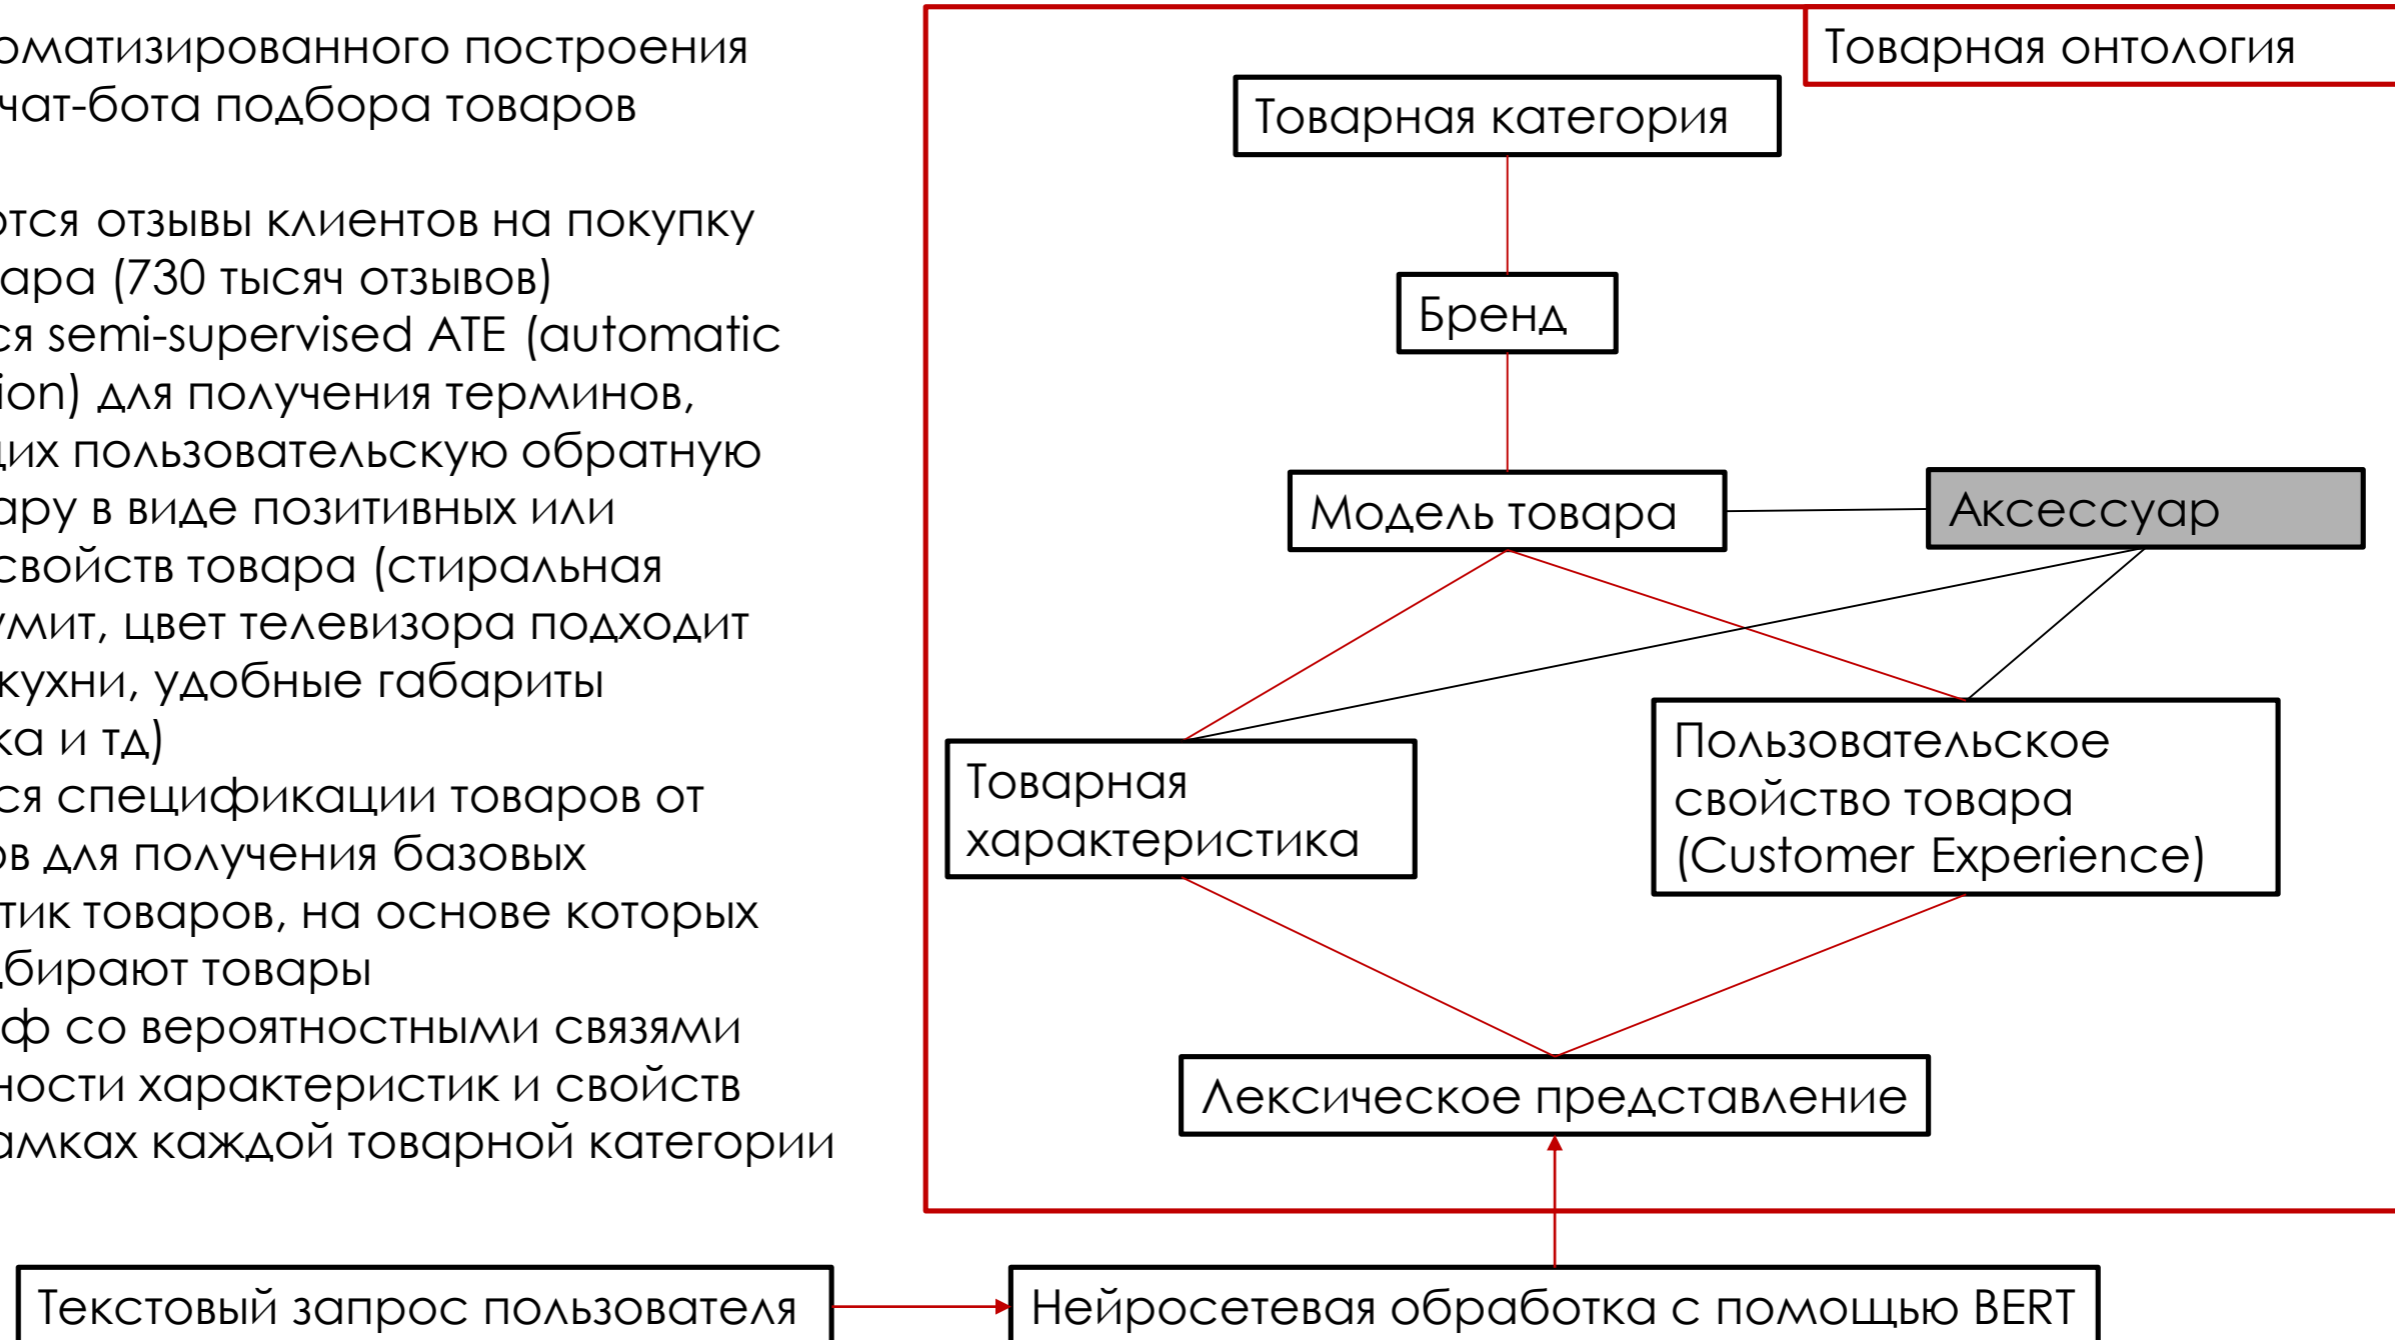 оматизированного построения
чат-бота подбора товаров
отся отзывы клиентов на покупку
вара (730 тысяч отзывов)
ся semi-supervised ATE (automatic
ion) для получения терминов,
щих пользовательскую обратную
ару в виде позитивных или
свойств товара (стиральная
умит, цвет телевизора подходит
кухни, удобные габариты
ка и тд)
ся спецификации товаров от
ов для получения базовых
тик товаров, на основе которых
дбирают товары
ф со вероятностными связями
ности характеристик и свойств
амках каждой товарной категории
Товарная онтология
Товарная категория
Бренд
Модель товара
Аксессуар
Товарная
характеристика
Пользовательское
свойство товара
(Customer Experience)
Лексическое представление
Текстовый запрос пользователя
Нейросетевая обработка с помощью BERT